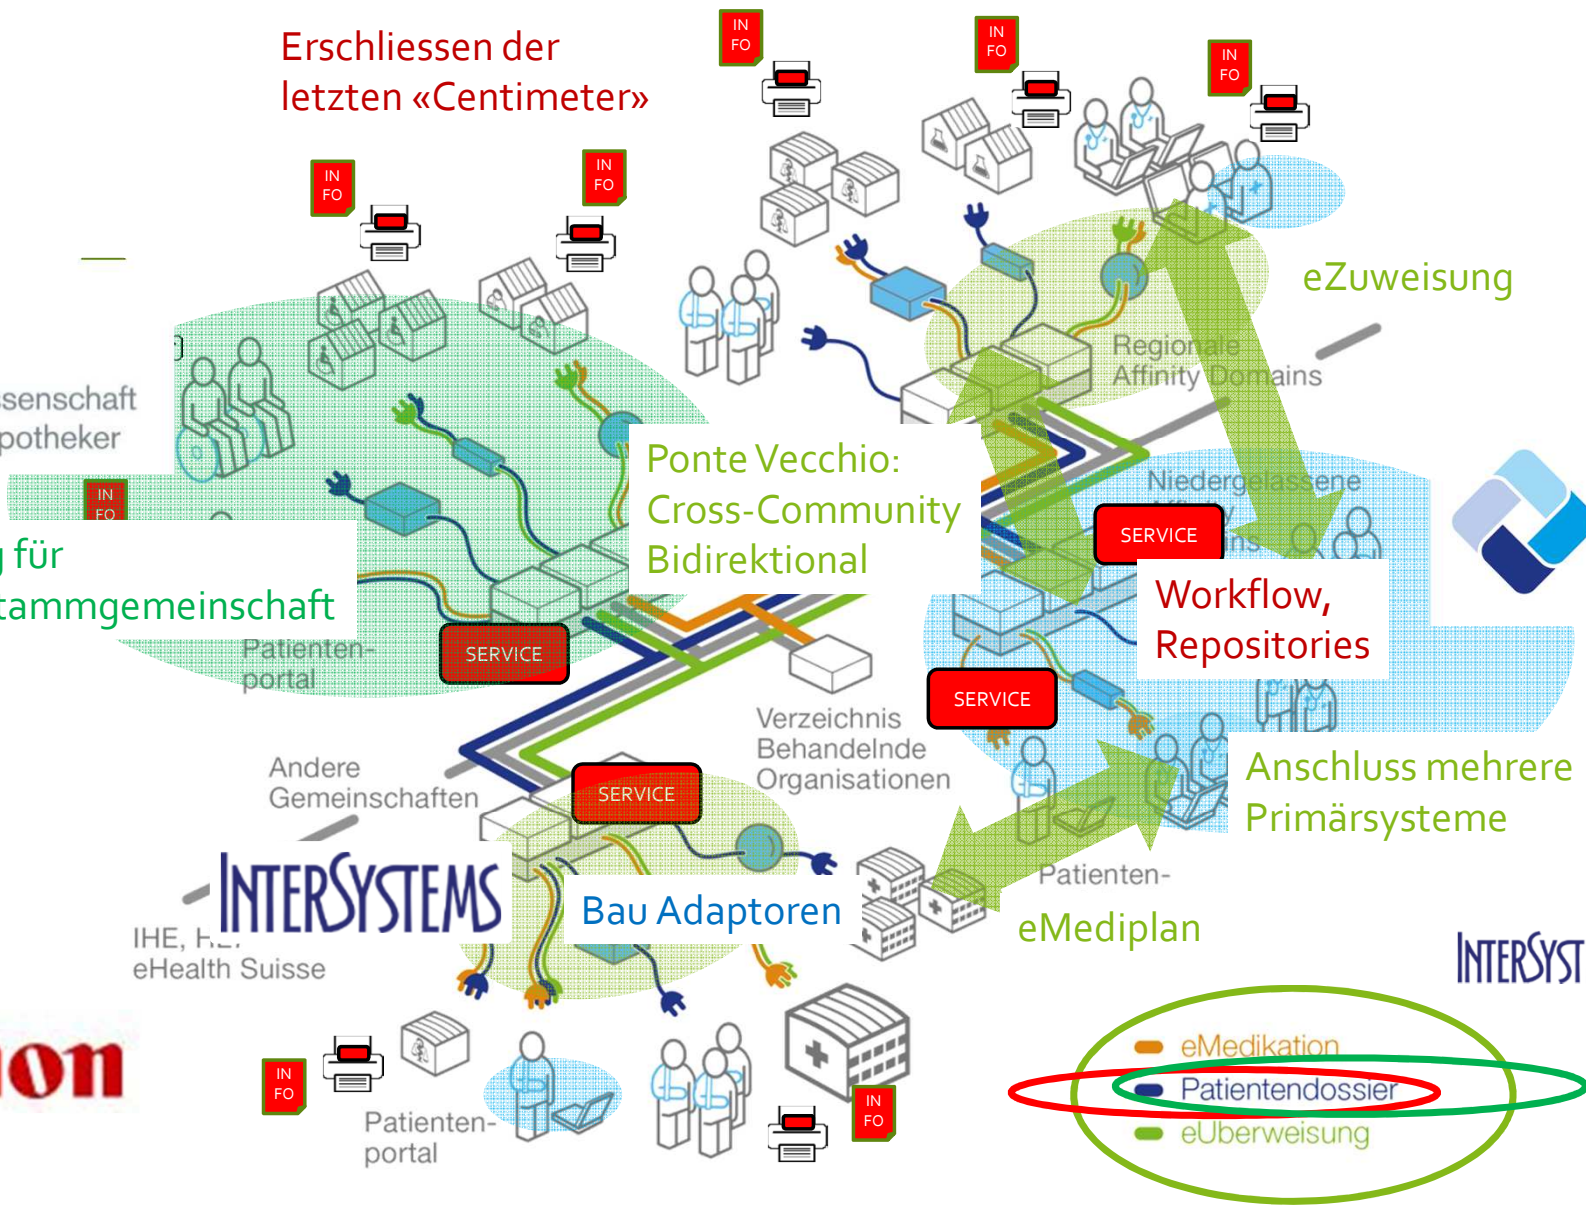 Erschliessen der
letzten «Centimeter»
IN
FO
IN
FO
IN
FO
IN
FO
IN
FO
eZuweisung
Regionale
Affinity Domains
potheker
Ponte Vecchio:
Cross-Community
Bidirektional
Niedergelassene
IN
FO
SERVICE
für
Workflow,
Repositories
Patienten-
portal
SERVICE
SERVICE
Verzeichnis
Behandelnde
Organisationen
Andere
Gemeinschaften
SERVICE
Anschluss mehrere
Primärsysteme
INTERSYSTEMS
Bau Adaptoren
Patienten-
eMediplan
IHE,
eHealth Suisse
INTERSYST
eMedikation
Patientendossier
eÜberweisung
IN
FO
IN
FO
Patienten-
portal